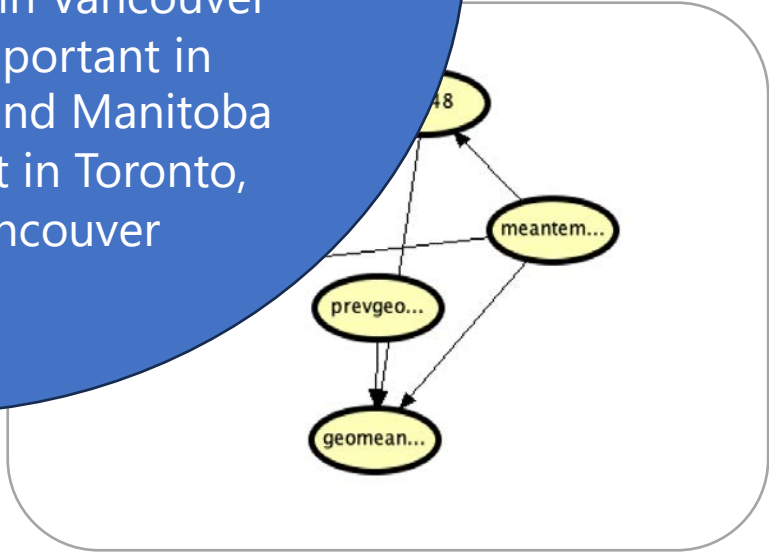 in Vancouver
portant in
nd Manitoba
t in Toronto,
ncouver
48
meantem...
prevgeo...
geomean...